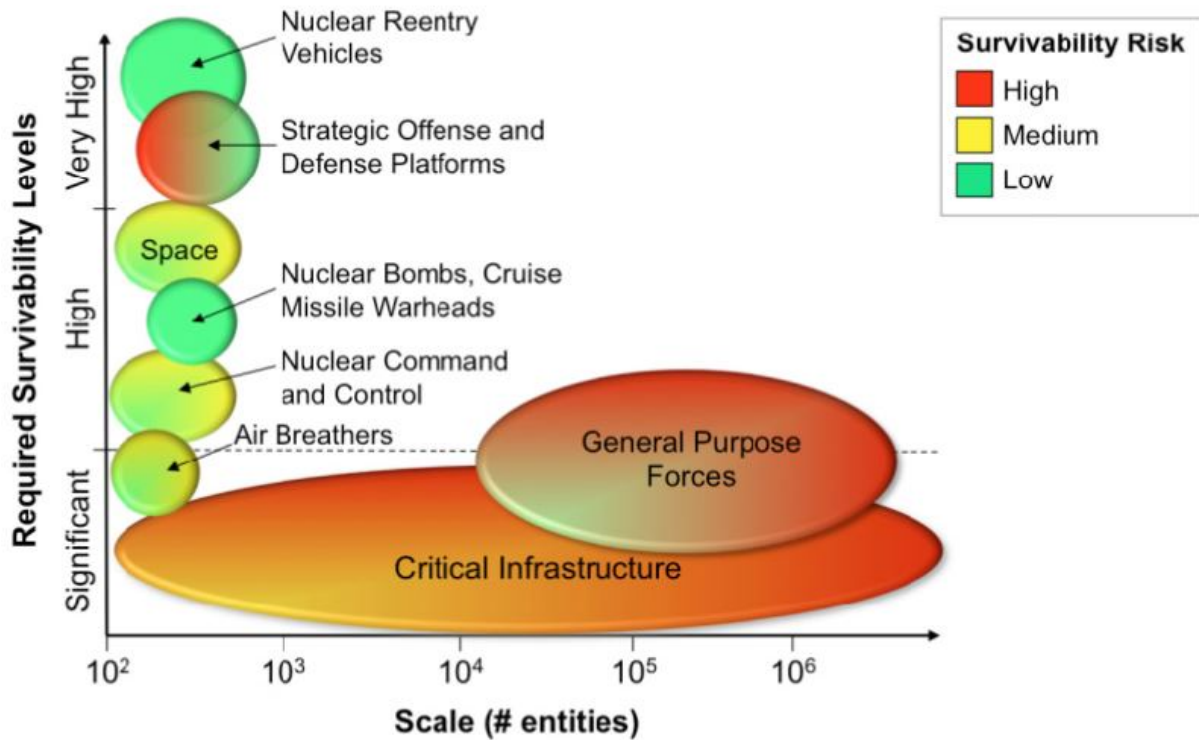 Nuclear Reentry
Vehicles
Strategic Offense and
Defense Platforms
Space
Nuclear Bombs, Cruise
Missile Warheads
Nuclear Command
and Control
Air Breathers
General Purpose
Forces
Critical Infrastructure
Survivability Risk
High
Medium
Low
Required Survivability Levels
Very High
High
Significant
10² 10³ 10⁴ 10⁵ 10⁶
Scale (# entities)